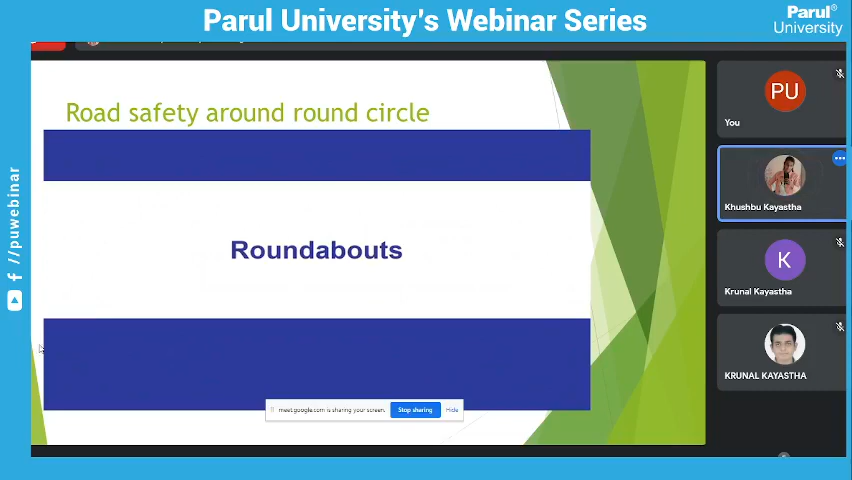 Parul University's Webinar Series
Parul®
University
Road safety around round circle
Roundabouts
meet.google.com is sharing your screen.
Stop sharing
Hide
PU
You
Khushbu Kayastha
K
Krunal Kayastha
KRUNAL KAYASTHA
//puwebinar